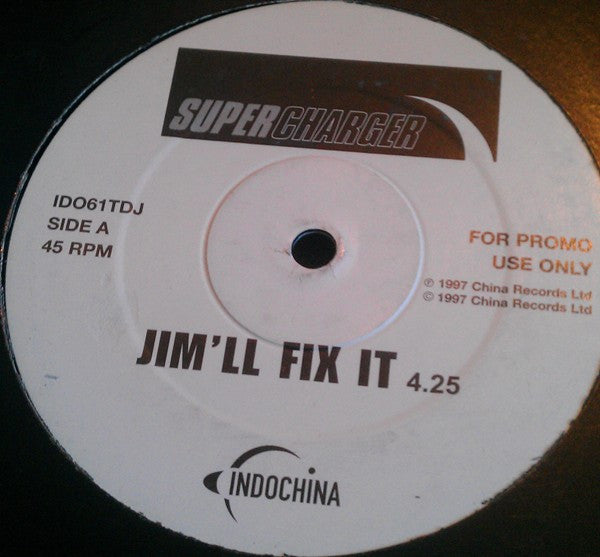 SUPERCHARGER
IDO61TDJ
SIDE A
45 RPM
FOR PROMO
USE ONLY
℗ 1997 China Records Ltd
© 1997 China Records Ltd
JIM'LL FIX IT 4.25
INDOCHINA